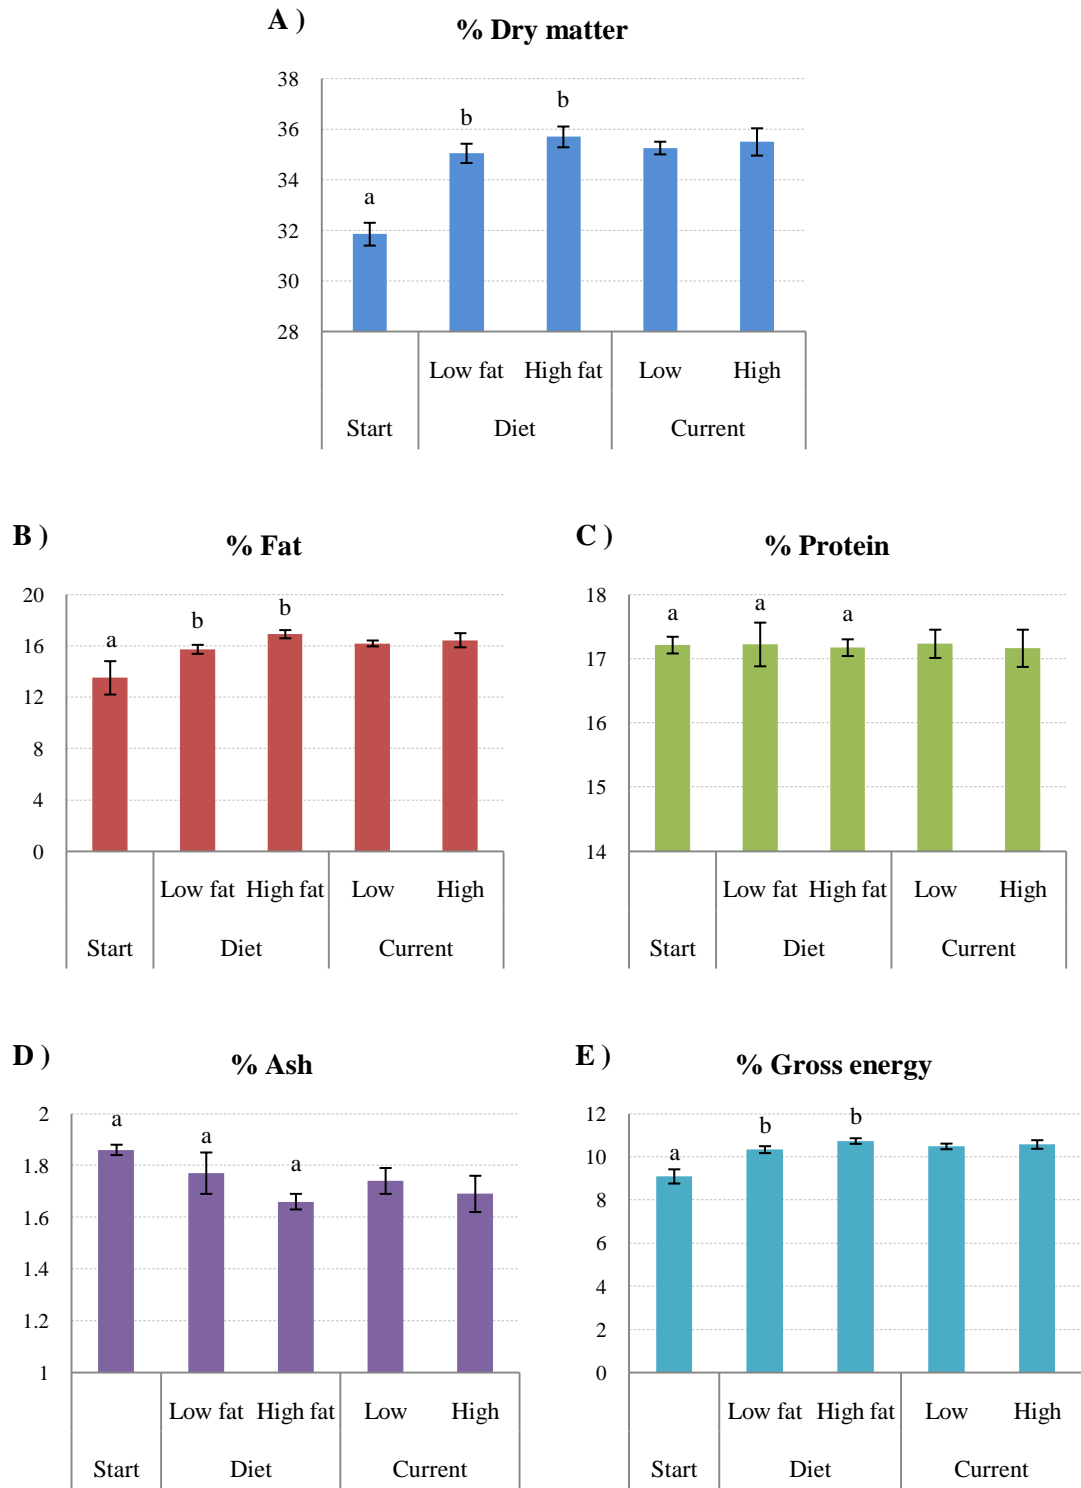 A )
% Dry matter
38
36
34
32
30
28
a
b
b
Low fat High fat Low High
Start Diet Current
B )
% Fat
20
16
12
8
4
0
a
b
b
Low fat High fat Low High
Start Diet Current
C )
% Protein
18
17
16
15
14
a
a
a
Low fat High fat Low High
Start Diet Current
D )
% Ash
2
1.8
1.6
1.4
1.2
1
a
a
a
Low fat High fat Low High
Start Diet Current
E )
% Gross energy
12
10
8
6
4
2
0
a
b
b
Low fat High fat Low High
Start Diet Current